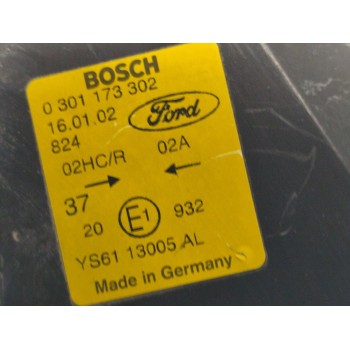 BOSCH
0 301 173 302
16.01.02 Ford
824
02HC/R 02A
37
20 E1 932
YS61 13005 AL
Made in Germany